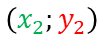 (x₂; y₂)